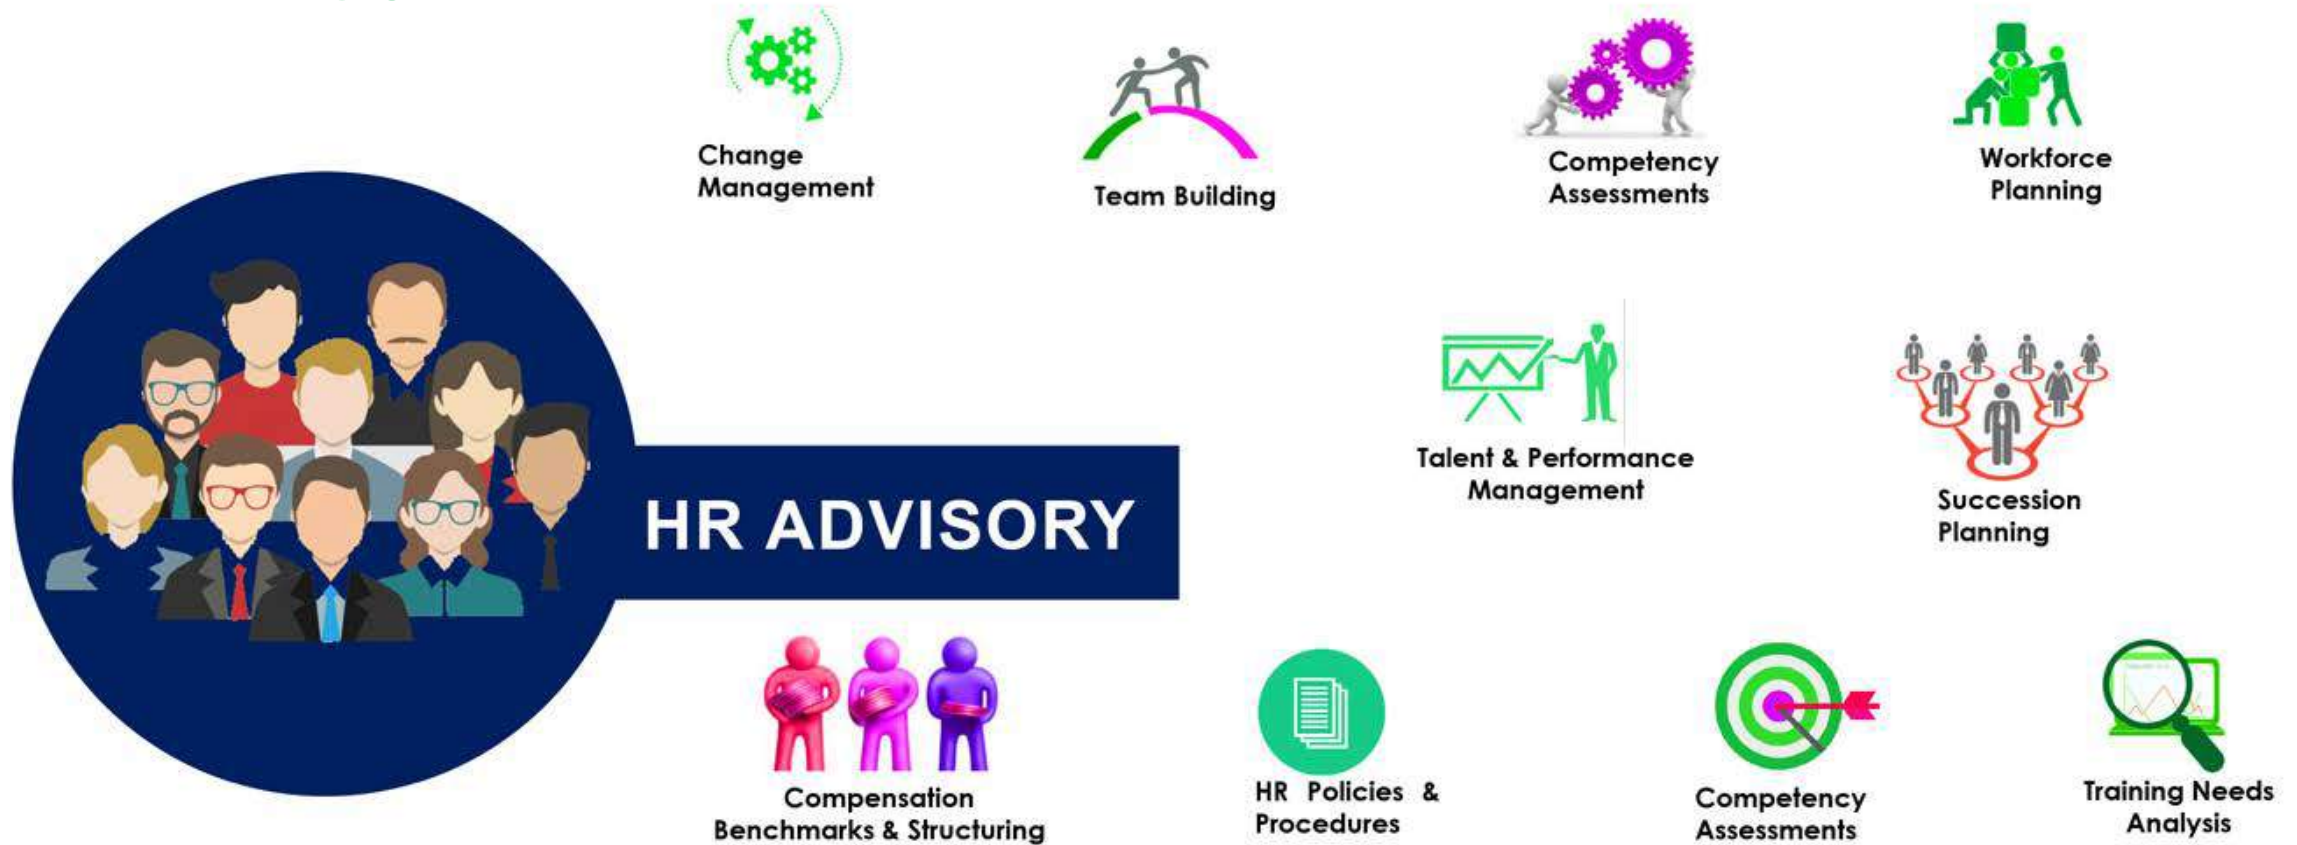 Change
Management
Team Building
Competency
Assessments
Workforce
Planning
HR ADVISORY
Talent & Performance
Management
Succession
Planning
Compensation
Benchmarks & Structuring
HR Policies &
Procedures
Competency
Assessments
Training Needs
Analysis